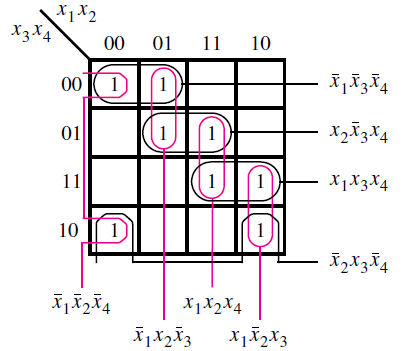 x₁x₂
x₃x₄
00 01 11 10
00 1 1 x̄₁x̄₃x̄₄
01 1 1 x₂x̄₃x₄
11 1 1 x₁x₃x₄
10 1 1 x̄₂x₃x̄₄
x̄₁x̄₂x̄₄ x₁x₂x₄
x̄₁x₂x̄₃ x₁x̄₂x₃